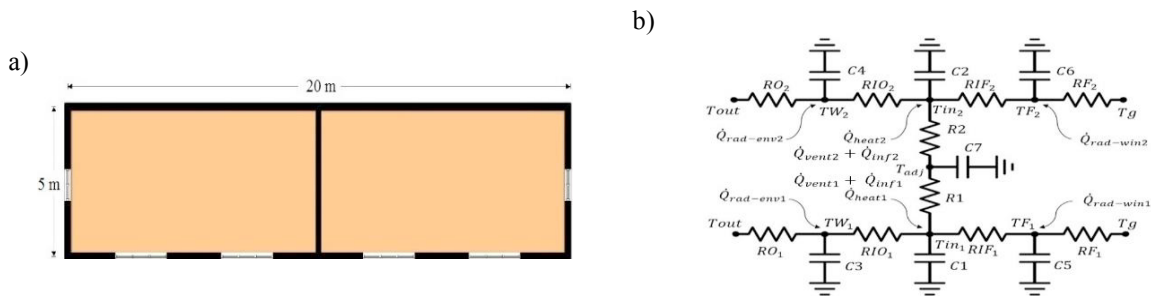 a)
20 m
5 m
b)
C4
C2
C6
RO₂
RIO₂
RIF₂
RF₂
Tout
TW₂
Tin₂
TF₂
Tg
Q̇rad−env2
Q̇heat2
R2
Q̇rad−win2
Q̇vent2 + Q̇inf2
C7
Tadj
Q̇vent1 + Q̇inf1
Q̇rad−env1
Q̇heat1
R1
Q̇rad−win1
Tout
TW₁
TF₁
Tg
RO₁
RIO₁
Tin₁
RIF₁
RF₁
C3
C1
C5